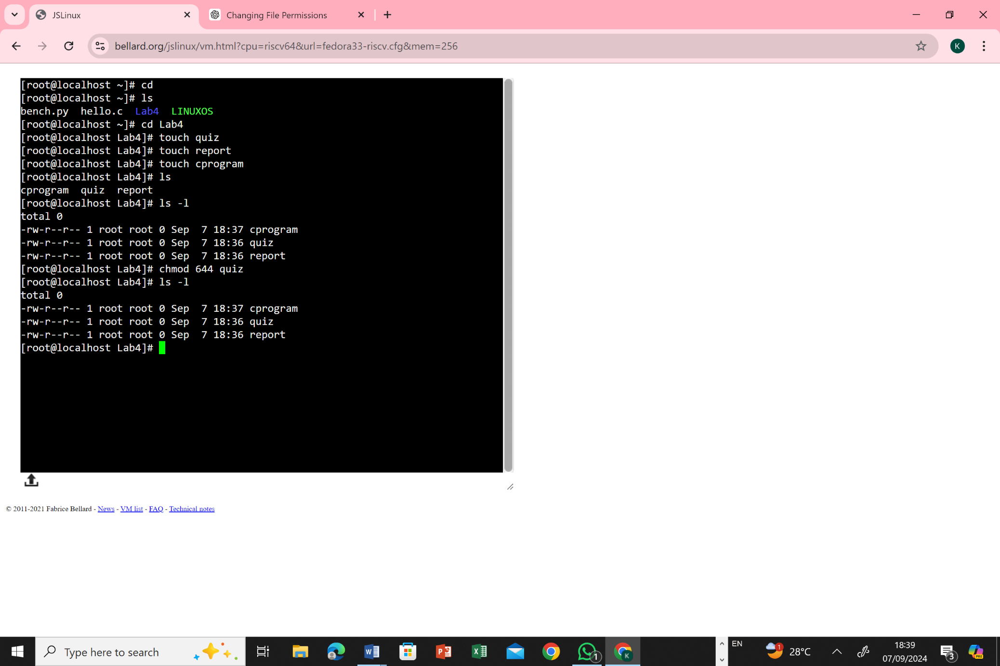 JSLinux
Changing File Permissions
bellard.org/jslinux/vm.html?cpu=riscv64&url=fedora33-riscv.cfg&mem=256
K
[root@localhost ~]# cd
[root@localhost ~]# ls
bench.py  hello.c  Lab4  LINUXOS
[root@localhost ~]# cd Lab4
[root@localhost Lab4]# touch quiz
[root@localhost Lab4]# touch report
[root@localhost Lab4]# touch cprogram
[root@localhost Lab4]# ls
cprogram  quiz  report
[root@localhost Lab4]# ls -l
total 0
-rw-r--r-- 1 root root 0 Sep  7 18:37 cprogram
-rw-r--r-- 1 root root 0 Sep  7 18:36 quiz
-rw-r--r-- 1 root root 0 Sep  7 18:36 report
[root@localhost Lab4]# chmod 644 quiz
[root@localhost Lab4]# ls -l
total 0
-rw-r--r-- 1 root root 0 Sep  7 18:37 cprogram
-rw-r--r-- 1 root root 0 Sep  7 18:36 quiz
-rw-r--r-- 1 root root 0 Sep  7 18:36 report
[root@localhost Lab4]#
© 2011-2021 Fabrice Bellard - News - VM list - FAQ - Technical notes
Type here to search
W
P
X
1
K
EN
1
28°C
18:39
07/09/2024
3
PRE